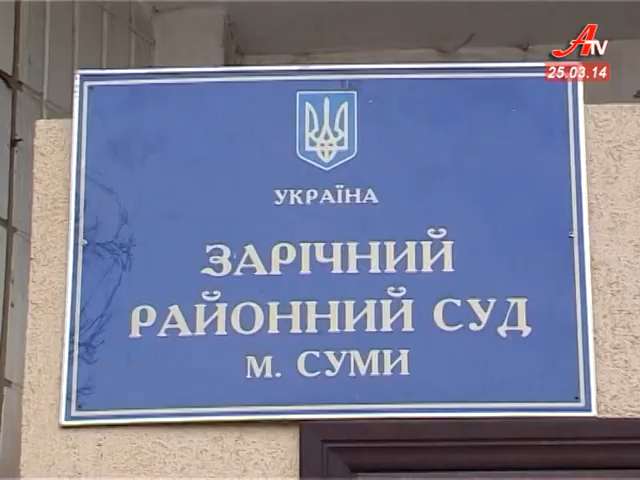 ATV
25.03.14
УКРАЇНА
ЗАРІЧНИЙ
РАЙОННИЙ СУД
М. СУМИ